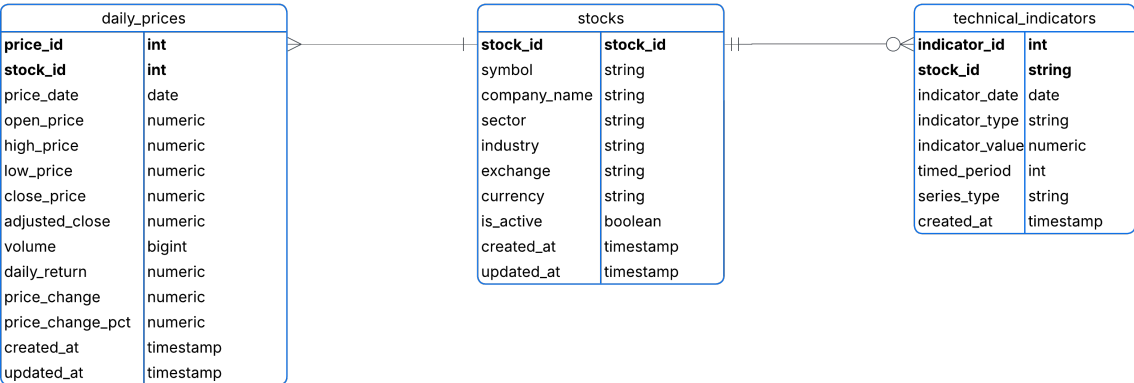 daily_prices
price_id int
stock_id int
price_date date
open_price numeric
high_price numeric
low_price numeric
close_price numeric
adjusted_close numeric
volume bigint
daily_return numeric
price_change numeric
price_change_pct numeric
created_at timestamp
updated_at timestamp
stocks
stock_id stock_id
symbol string
company_name string
sector string
industry string
exchange string
currency string
is_active boolean
created_at timestamp
updated_at timestamp
technical_indicators
indicator_id int
stock_id string
indicator_date date
indicator_type string
indicator_value numeric
timed_period int
series_type string
created_at timestamp